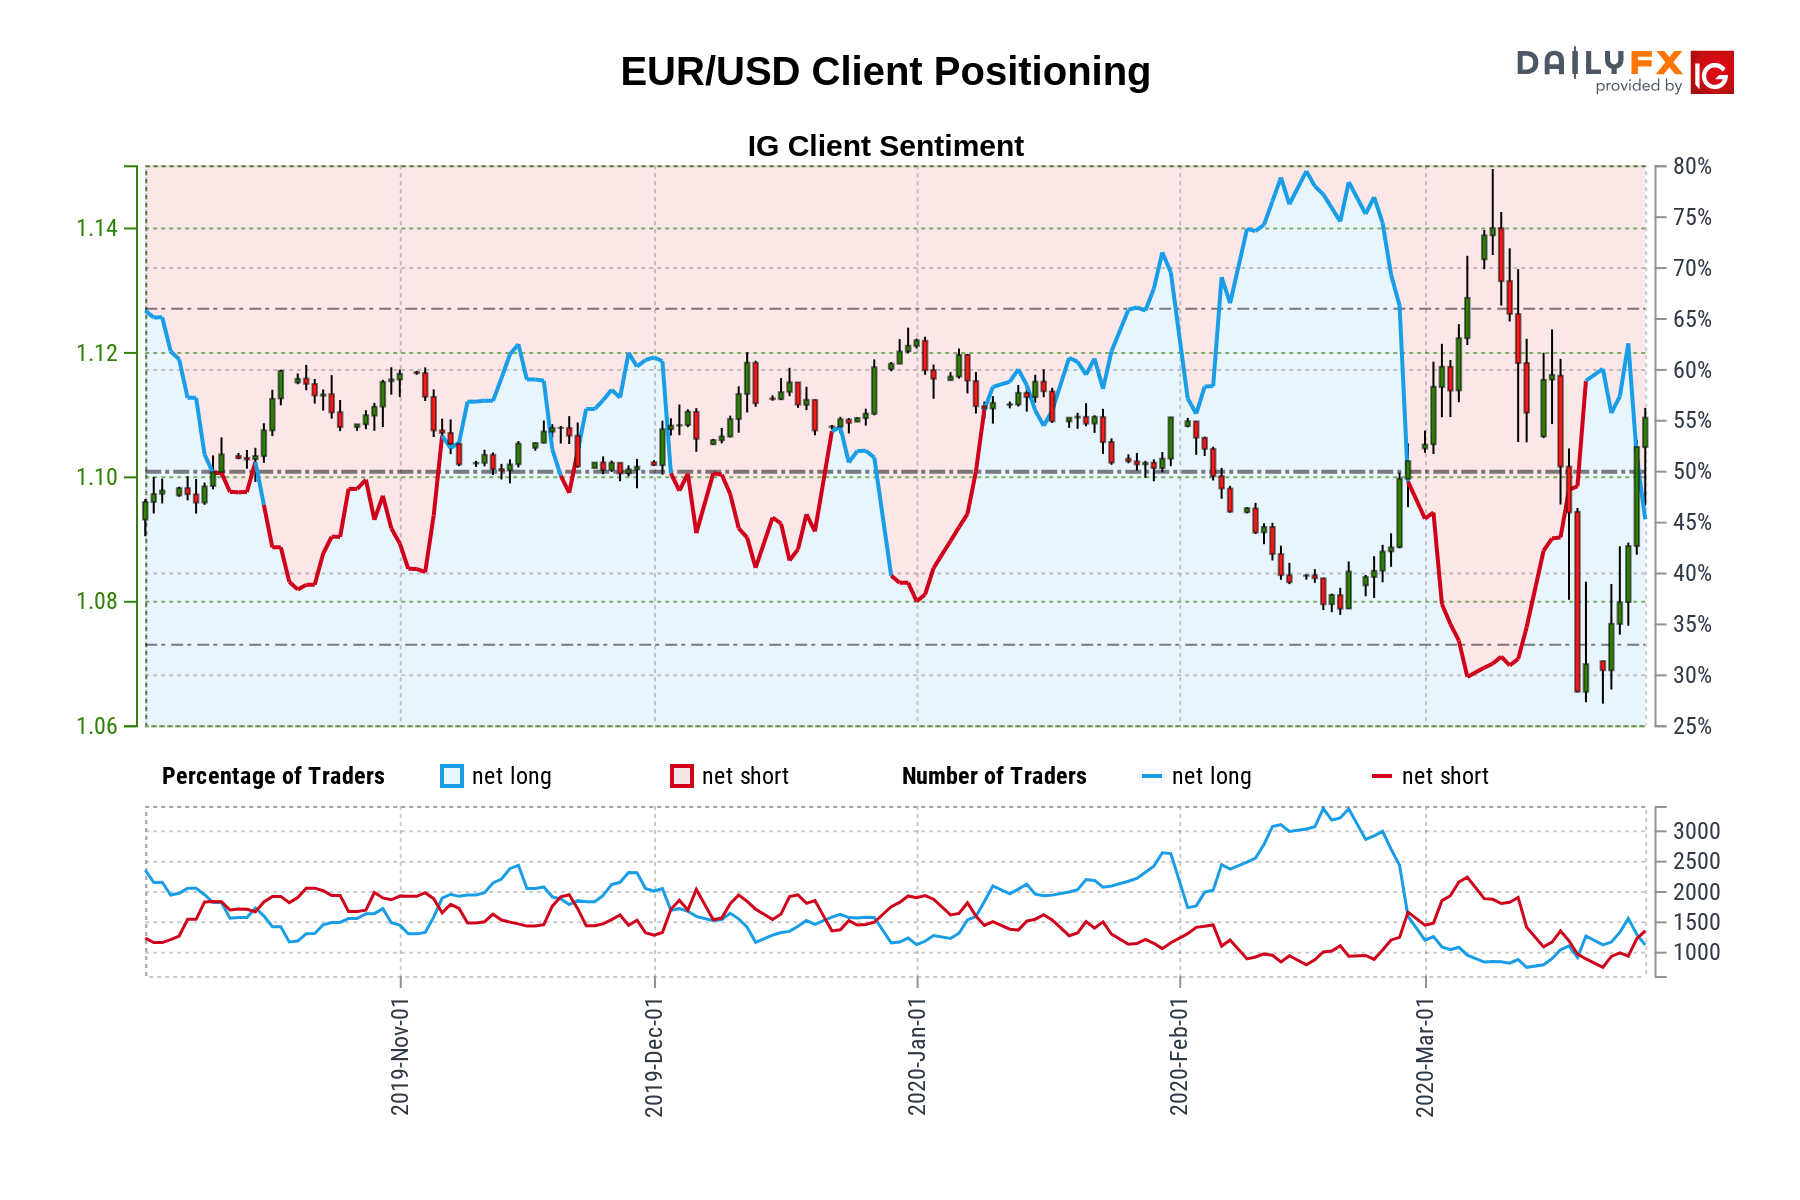 EUR/USD Client Positioning
DAILYFX
provided by IG
IG Client Sentiment
1.14
1.12
1.10
1.08
1.06
80%
75%
70%
65%
60%
55%
50%
45%
40%
35%
30%
25%
Percentage of Traders net long net short Number of Traders net long net short
3000
2500
2000
1500
1000
2019-Nov-01
2019-Dec-01
2020-Jan-01
2020-Feb-01
2020-Mar-01